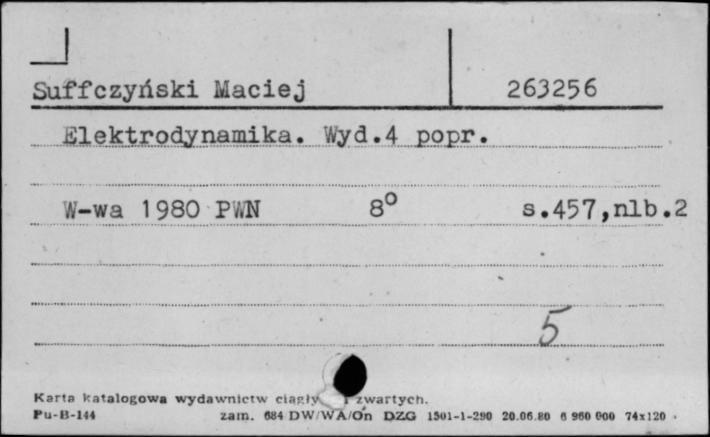 Suffczyński Maciej 263256
Elektrodynamika. Wyd.4 popr.
W-wa 1980 PWN 8° s.457,nlb.2
5
Karta katalogowa wydawnictw zwartych.
Pu-B-144 zam. 684 DW/WA/On DZG 1501-1-290 20.06.80 6 960 000 74x120